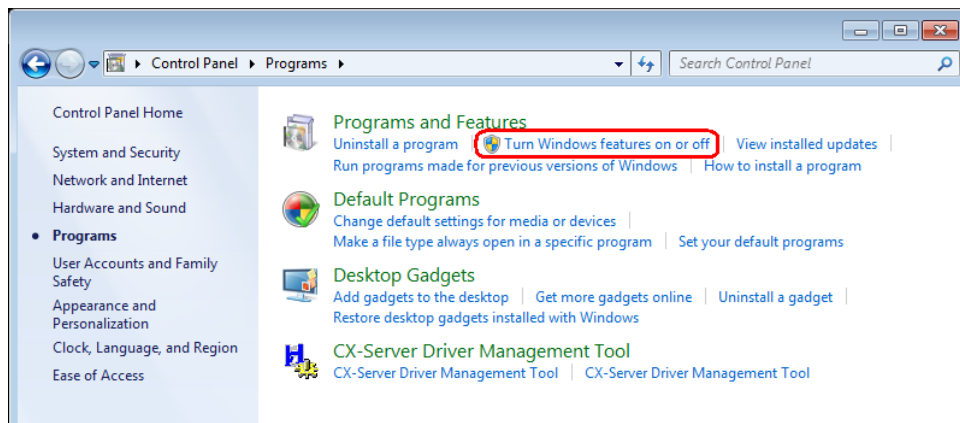 Control Panel ▸ Programs ▸
Search Control Panel
Control Panel Home
System and Security
Network and Internet
Hardware and Sound
Programs
User Accounts and Family
Safety
Appearance and
Personalization
Clock, Language, and Region
Ease of Access
Programs and Features
Uninstall a program | Turn Windows features on or off | View installed updates
Run programs made for previous versions of Windows | How to install a program
Default Programs
Change default settings for media or devices
Make a file type always open in a specific program | Set your default programs
Desktop Gadgets
Add gadgets to the desktop | Get more gadgets online | Uninstall a gadget
Restore desktop gadgets installed with Windows
CX-Server Driver Management Tool
CX-Server Driver Management Tool | CX-Server Driver Management Tool